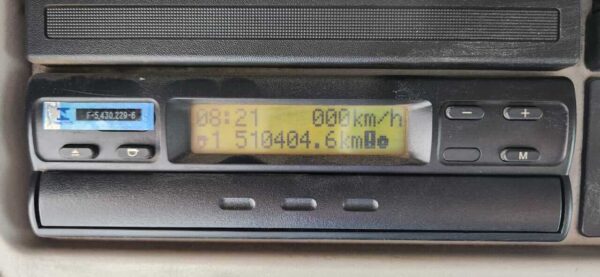 F-5.430.229-6
08:21 000km/h
1 510404.6km
− +
M